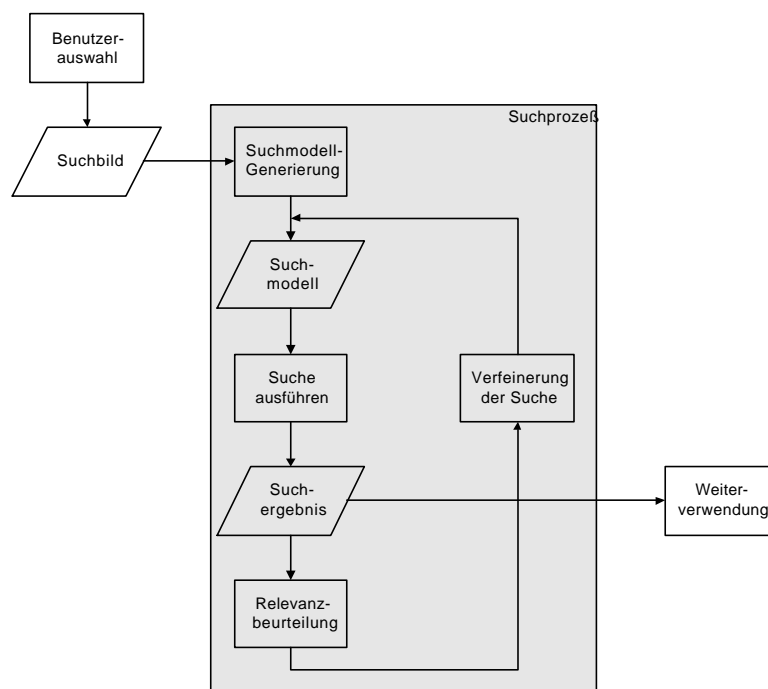 Benutzer-
auswahl
Suchbild
Suchprozeß
Suchmodell-
Generierung
Such-
modell
Suche
ausführen
Verfeinerung
der Suche
Such-
ergebnis
Weiter-
verwendung
Relevanz-
beurteilung